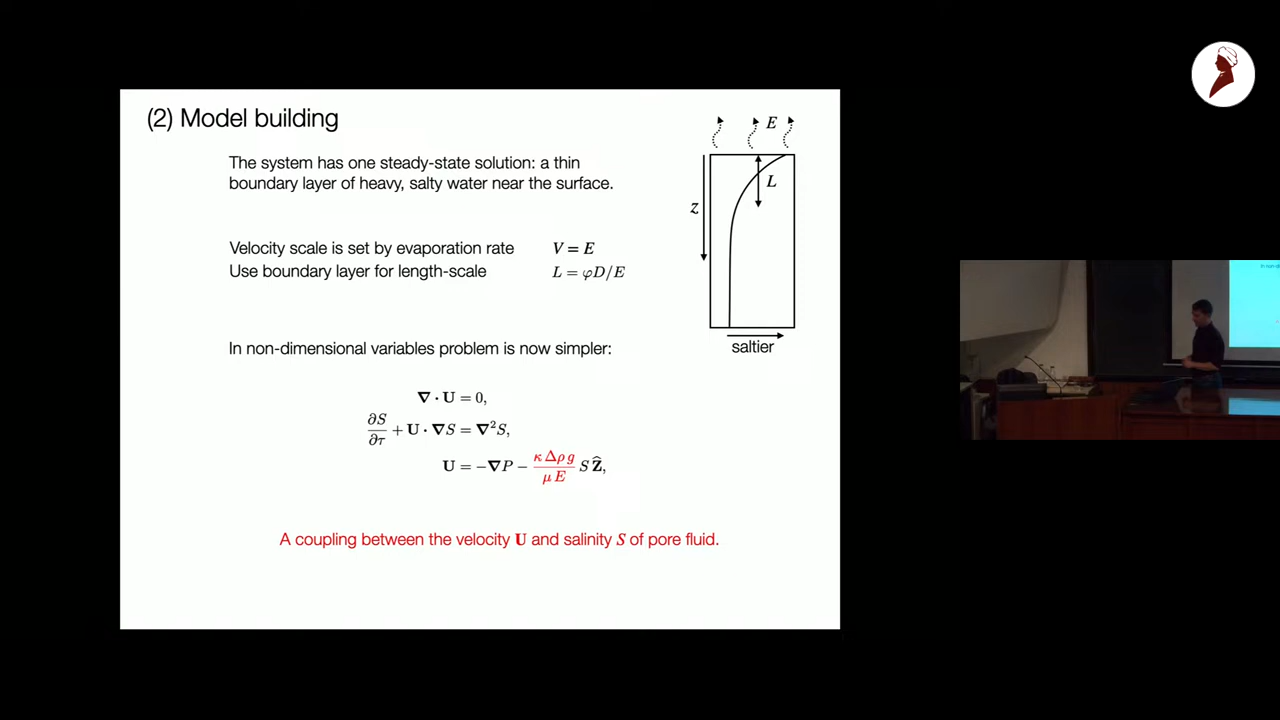 (2) Model building
The system has one steady-state solution: a thin
boundary layer of heavy, salty water near the surface.
Velocity scale is set by evaporation rate V = E
Use boundary layer for length-scale L = φD/E
E
L
z
saltier
In non-dimensional variables problem is now simpler:
∇ · U = 0,
∂S/∂τ + U · ∇S = ∇²S,
U = −∇P − (κ Δρ g)/(μ E) S Ẑ,
A coupling between the velocity U and salinity S of pore fluid.